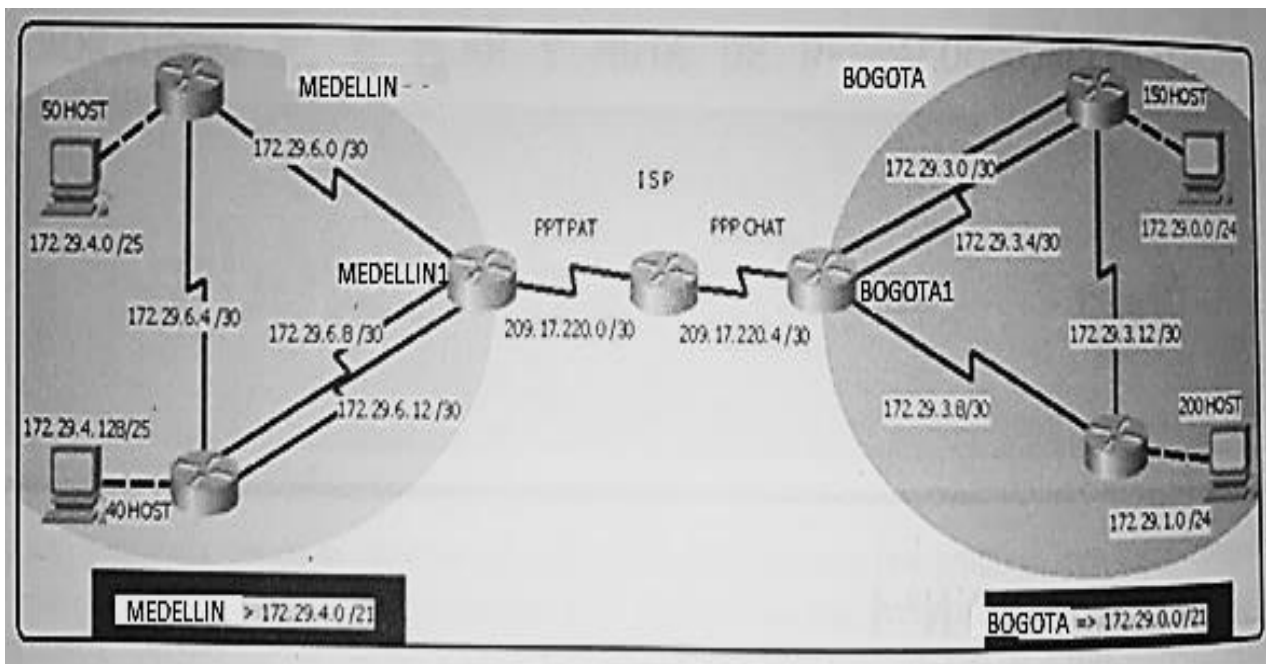 MEDELLIN
BOGOTA
50 HOST
150 HOST
172.29.6.0 /30
172.29.3.0 /30
ISP
172.29.4.0 /25
PPT PAT
PPP CHAT
172.29.3.4/30
172.29.0.0 /24
MEDELLIN1
BOGOTA1
172.29.6.4 /30
172.29.6.8 /30
209.17.220.0 /30
209.17.220.4 /30
172.29.3.12 /30
172.29.6.12 /30
172.29.3.8/30
200 HOST
172.29.4.128/25
40 HOST
172.29.1.0 /24
MEDELLIN => 172.29.4.0 /21
BOGOTA => 172.29.0.0 /21